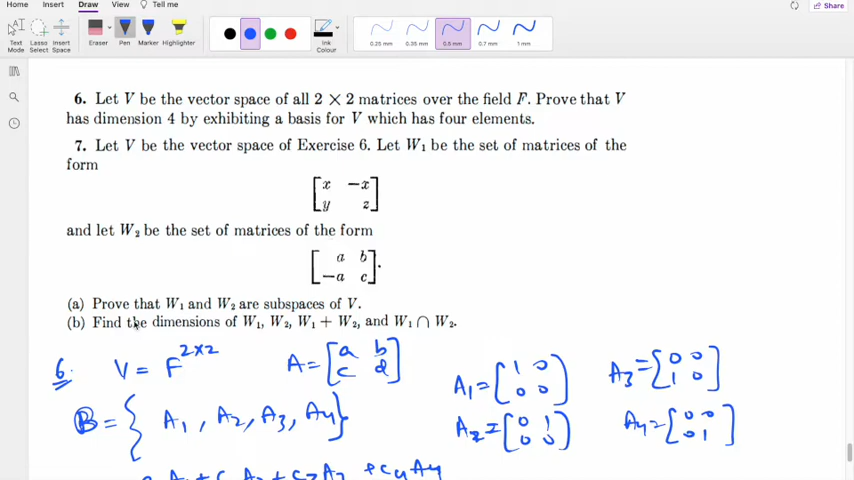 Home Insert Draw View Tell me
Share
Text Mode
Lasso Select
Insert Space
Eraser
Pen
Marker
Highlighter
Ink Colour
0.25 mm
0.35 mm
0.5 mm
0.7 mm
1 mm
6. Let V be the vector space of all 2 × 2 matrices over the field F. Prove that V
has dimension 4 by exhibiting a basis for V which has four elements.
7. Let V be the vector space of Exercise 6. Let W₁ be the set of matrices of the
form
[x −x]
[y z]
and let W₂ be the set of matrices of the form
[a b]
[−a c].
(a) Prove that W₁ and W₂ are subspaces of V.
(b) Find the dimensions of W₁, W₂, W₁ + W₂, and W₁ ∩ W₂.
6. V = F^2×2 A = [a b]
[c d]
A₁ = [1 0]
[0 0]
A₃ = [0 0]
[1 0]
B = { A₁, A₂, A₃, A₄}
A₂ = [0 1]
[0 0]
A₄ = [0 0]
[0 1]
A₁ + c A₂ + c₃ A₃ + c₄ A₄